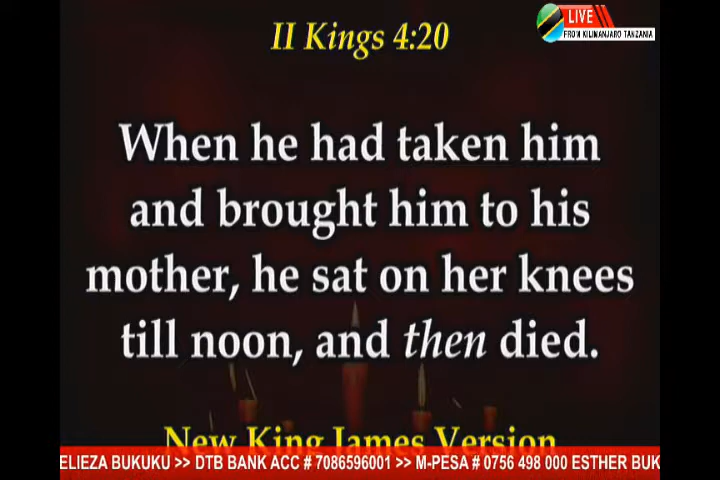 II Kings 4:20
LIVE
FROM KILIMANJARO TANZANIA
When he had taken him
and brought him to his
mother, he sat on her knees
till noon, and then died.
New King James Version
ELIEZA BUKUKU >> DTB BANK ACC # 7086596001 >> M-PESA # 0756 498 000 ESTHER BUK